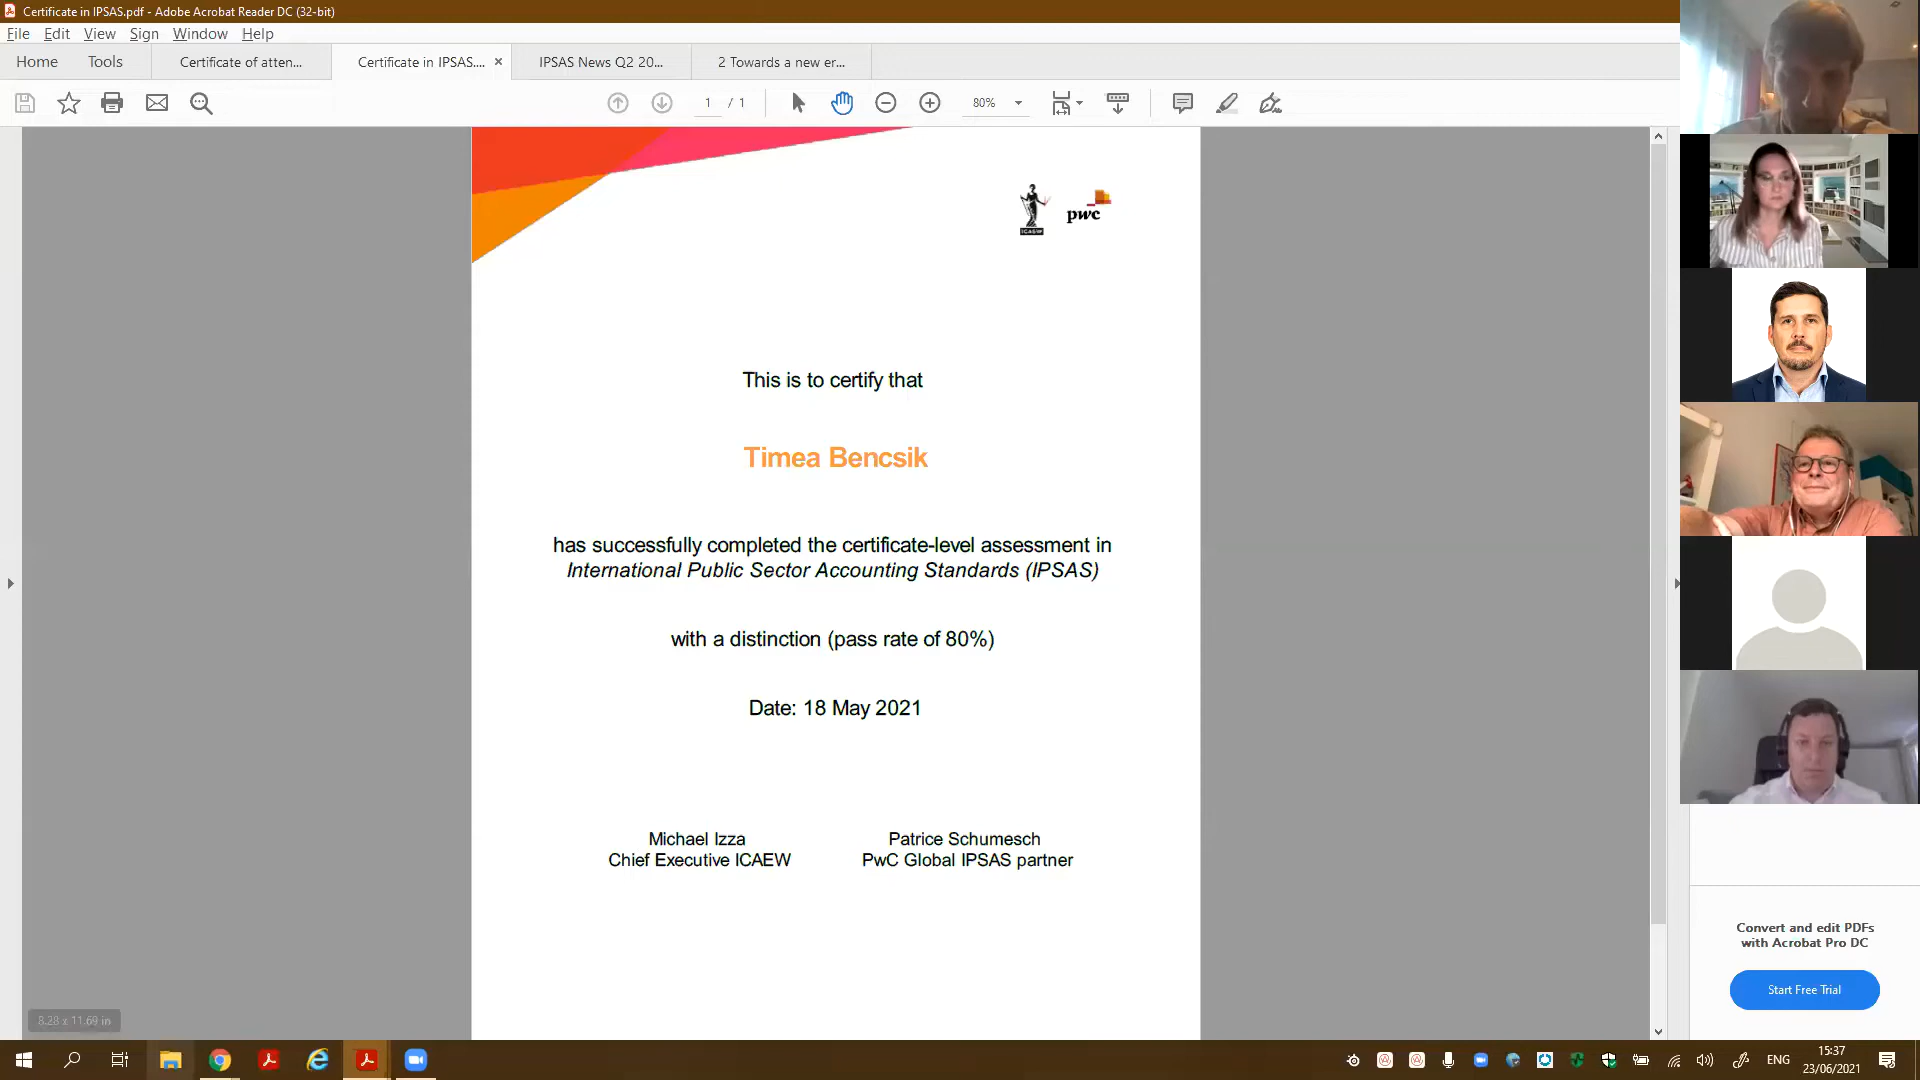 Certificate in IPSAS.pdf - Adobe Acrobat Reader DC (32-bit)
File Edit View Sign Window Help
Home Tools Certificate of atten... Certificate in IPSAS.... × IPSAS News Q2 20... 2 Towards a new er...
1 / 1 80%
ICAEW
pwc
This is to certify that
Timea Bencsik
has successfully completed the certificate-level assessment in
International Public Sector Accounting Standards (IPSAS)
with a distinction (pass rate of 80%)
Date: 18 May 2021
Michael Izza Patrice Schumesch
Chief Executive ICAEW PwC Global IPSAS partner
Convert and edit PDFs
with Acrobat Pro DC
Start Free Trial
8.28 x 11.69 in
ENG
15:37
23/06/2021